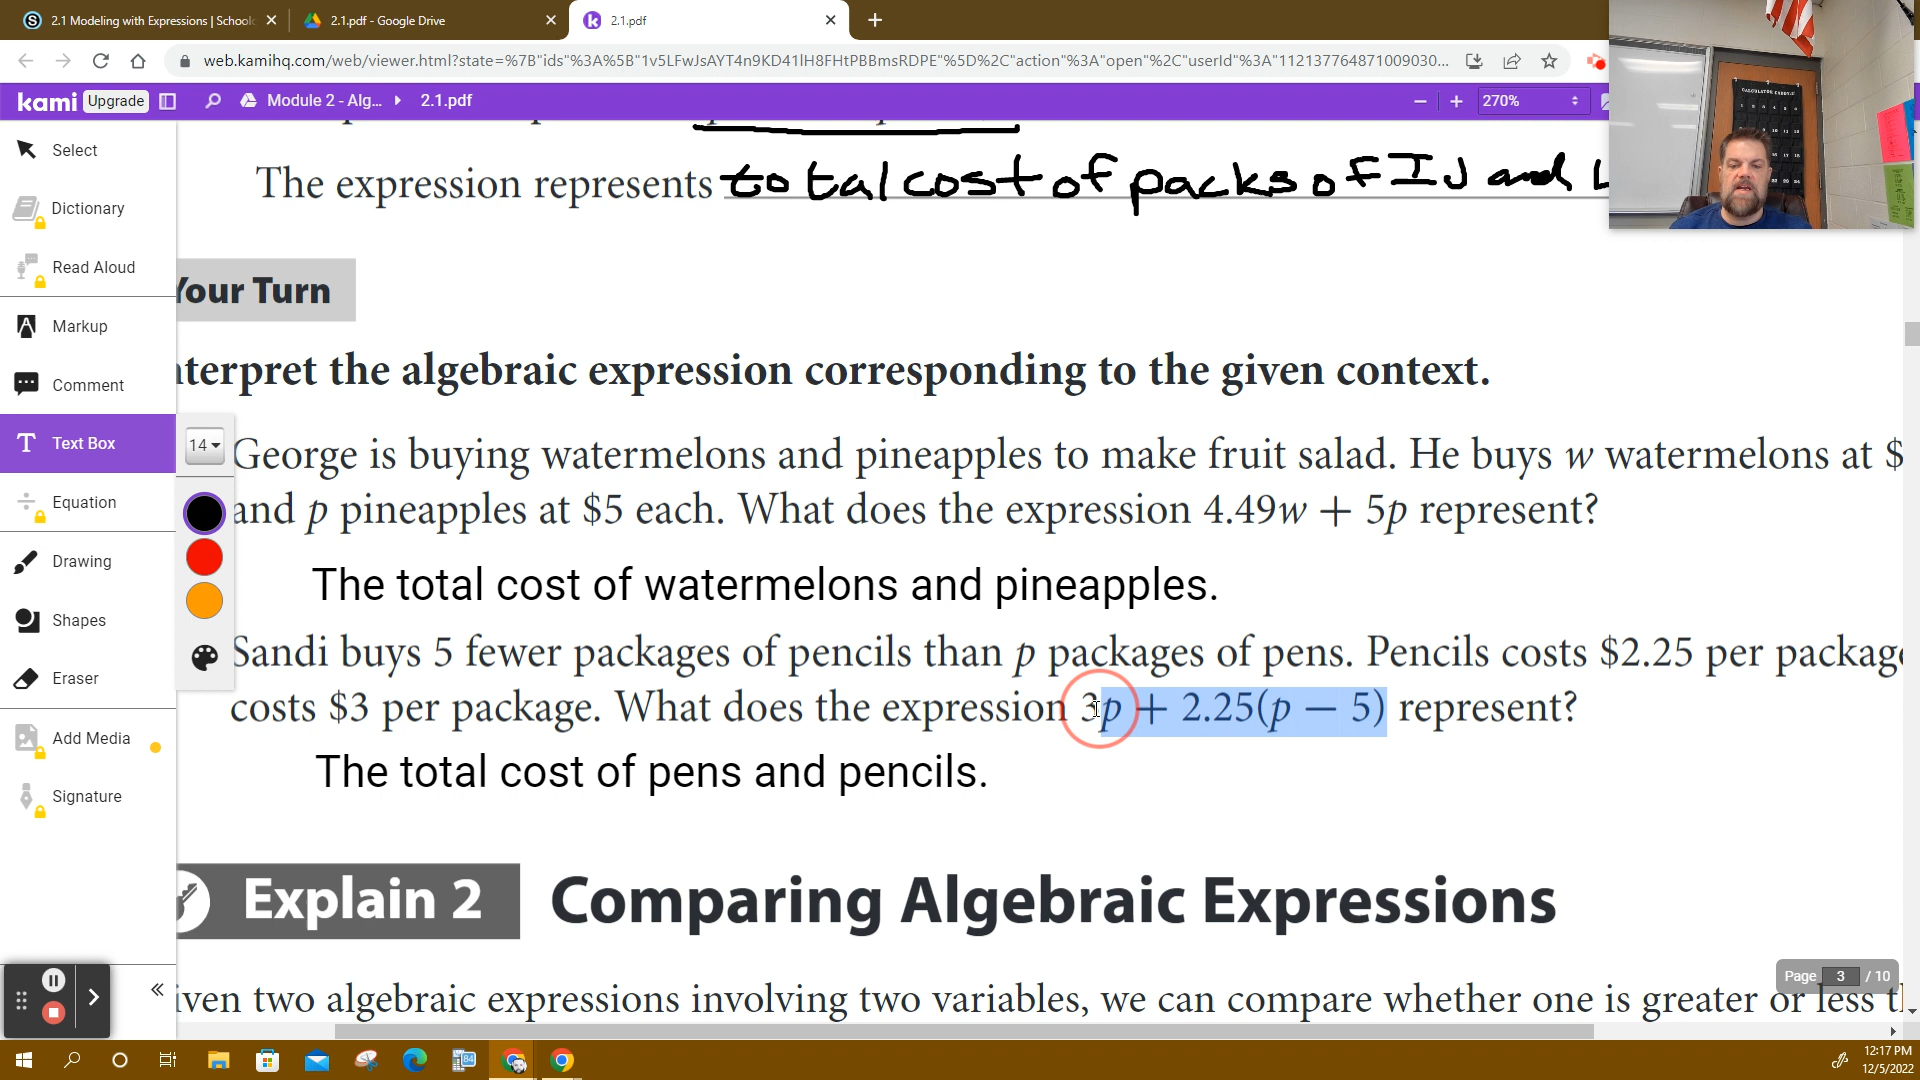 2.1 Modeling with Expressions | Schoolo
2.1.pdf - Google Drive
2.1.pdf
web.kamihq.com/web/viewer.html?state=%7B"ids"%3A%5B"1v5LFwJsAYT4n9KD41lH8FHtPBBmsRDPE"%5D%2C"action"%3A"open"%2C"userId"%3A"112137764871009030...
kami Upgrade
Module 2 - Alg...
2.1.pdf
270%
Select
Dictionary
Read Aloud
Markup
Comment
Text Box
Equation
Drawing
Shapes
Eraser
Add Media
Signature
14
The expression represents total cost of packs of IJ and L
Your Turn
nterpret the algebraic expression corresponding to the given context.
George is buying watermelons and pineapples to make fruit salad. He buys w watermelons at $
and p pineapples at $5 each. What does the expression 4.49w + 5p represent?
The total cost of watermelons and pineapples.
Sandi buys 5 fewer packages of pencils than p packages of pens. Pencils costs $2.25 per package
costs $3 per package. What does the expression 3p + 2.25(p − 5) represent?
The total cost of pens and pencils.
Explain 2 Comparing Algebraic Expressions
iven two algebraic expressions involving two variables, we can compare whether one is greater or less t
Page 3 / 10
12:17 PM
12/5/2022